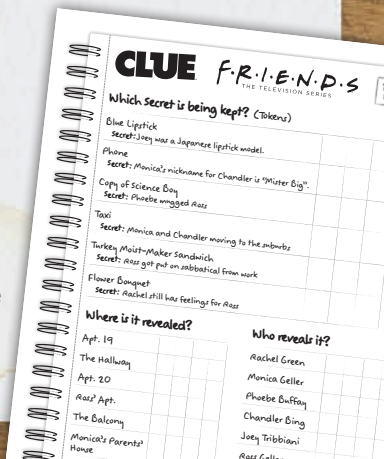 CLUE F·R·I·E·N·D·S
THE TELEVISION SERIES
Which secret is being kept? (Tokens)
Blue Lipstick
Secret: Joey was a Japanese lipstick model.
Phone
Secret: Monica's nickname for Chandler is "Mister Big".
Copy of Science Boy
Secret: Phoebe mugged Ross
Taxi
Secret: Monica and Chandler moving to the suburbs
Turkey Moist-Maker Sandwich
Secret: Ross got put on sabbatical from work
Flower Bouquet
Secret: Rachel still has feelings for Ross
Where is it revealed?
Apt. 19
The Hallway
Apt. 20
Ross' Apt.
The Balcony
Monica's Parents'
House
Who reveals it?
Rachel Green
Monica Geller
Phoebe Buffay
Chandler Bing
Joey Tribbiani
Ross Geller